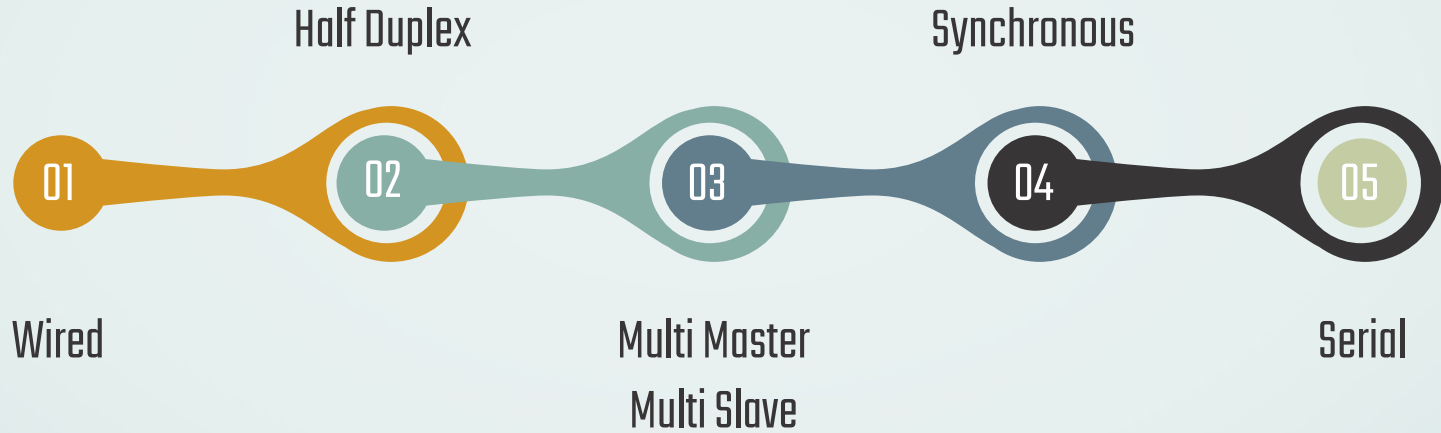 Half Duplex
Synchronous
01
02
03
04
05
Wired
Multi Master
Multi Slave
Serial